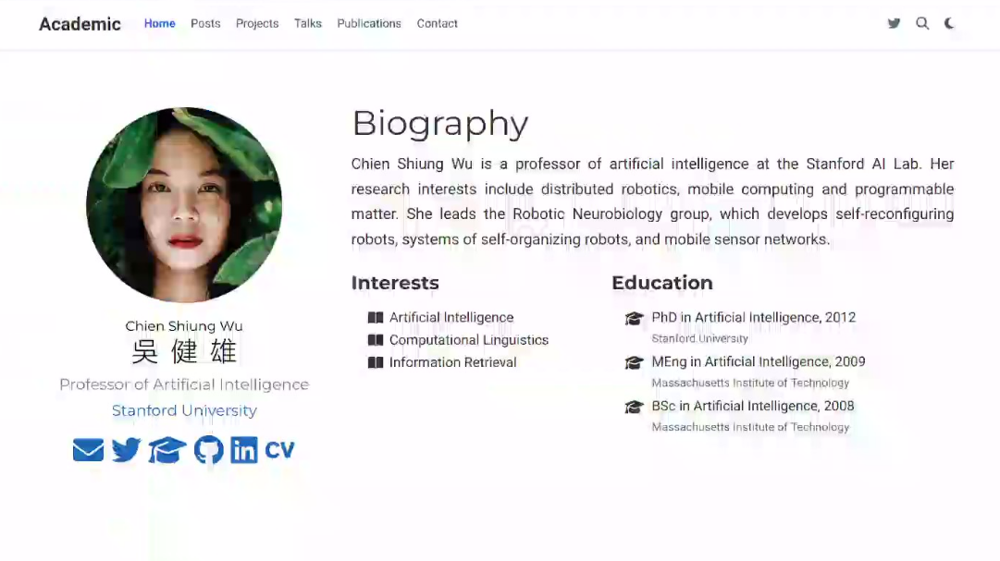 Academic Home Posts Projects Talks Publications Contact
Biography
Chien Shiung Wu is a professor of artificial intelligence at the Stanford AI Lab. Her
research interests include distributed robotics, mobile computing and programmable
matter. She leads the Robotic Neurobiology group, which develops self-reconfiguring
robots, systems of self-organizing robots, and mobile sensor networks.
Interests
Artificial Intelligence
Computational Linguistics
Information Retrieval
Education
PhD in Artificial Intelligence, 2012
Stanford University
MEng in Artificial Intelligence, 2009
Massachusetts Institute of Technology
BSc in Artificial Intelligence, 2008
Massachusetts Institute of Technology
Chien Shiung Wu
吳 健 雄
Professor of Artificial Intelligence
Stanford University
in CV